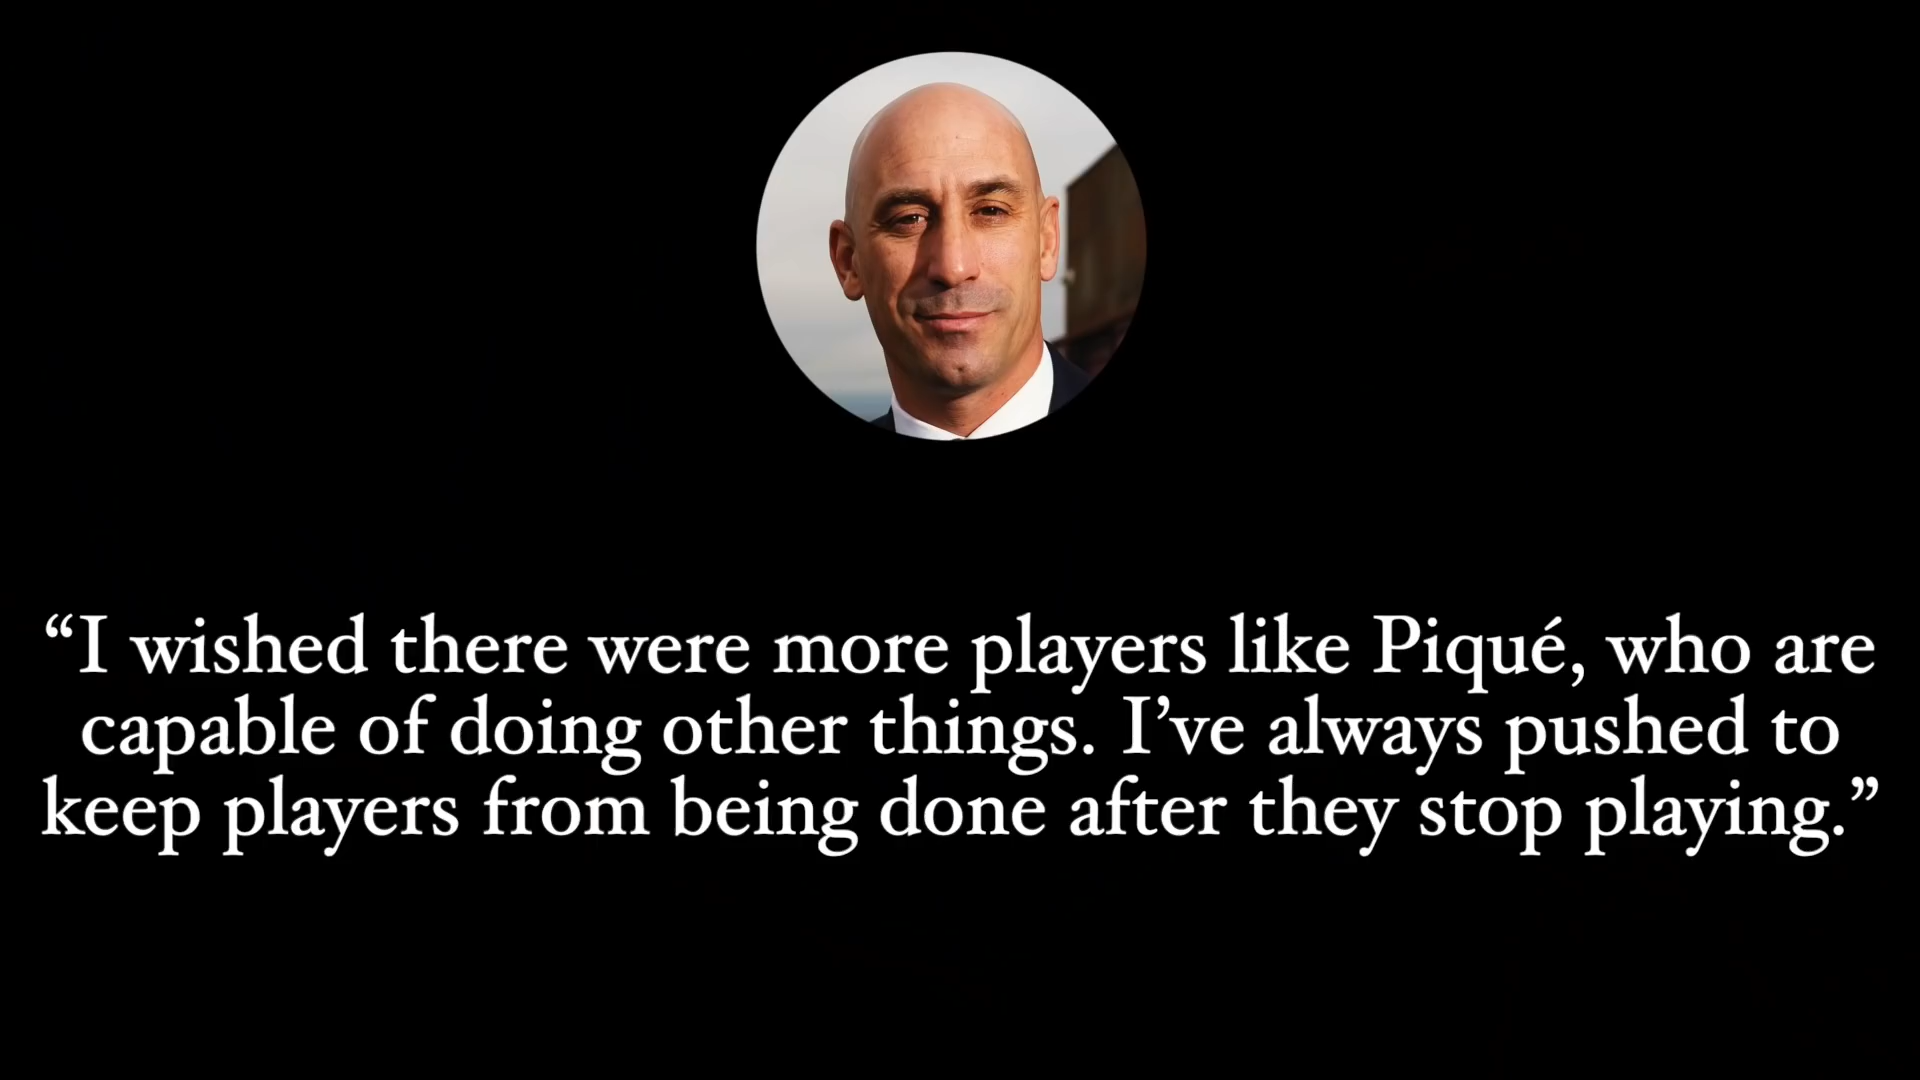 “I wished there were more players like Piqué, who are
capable of doing other things. I’ve always pushed to
keep players from being done after they stop playing.”